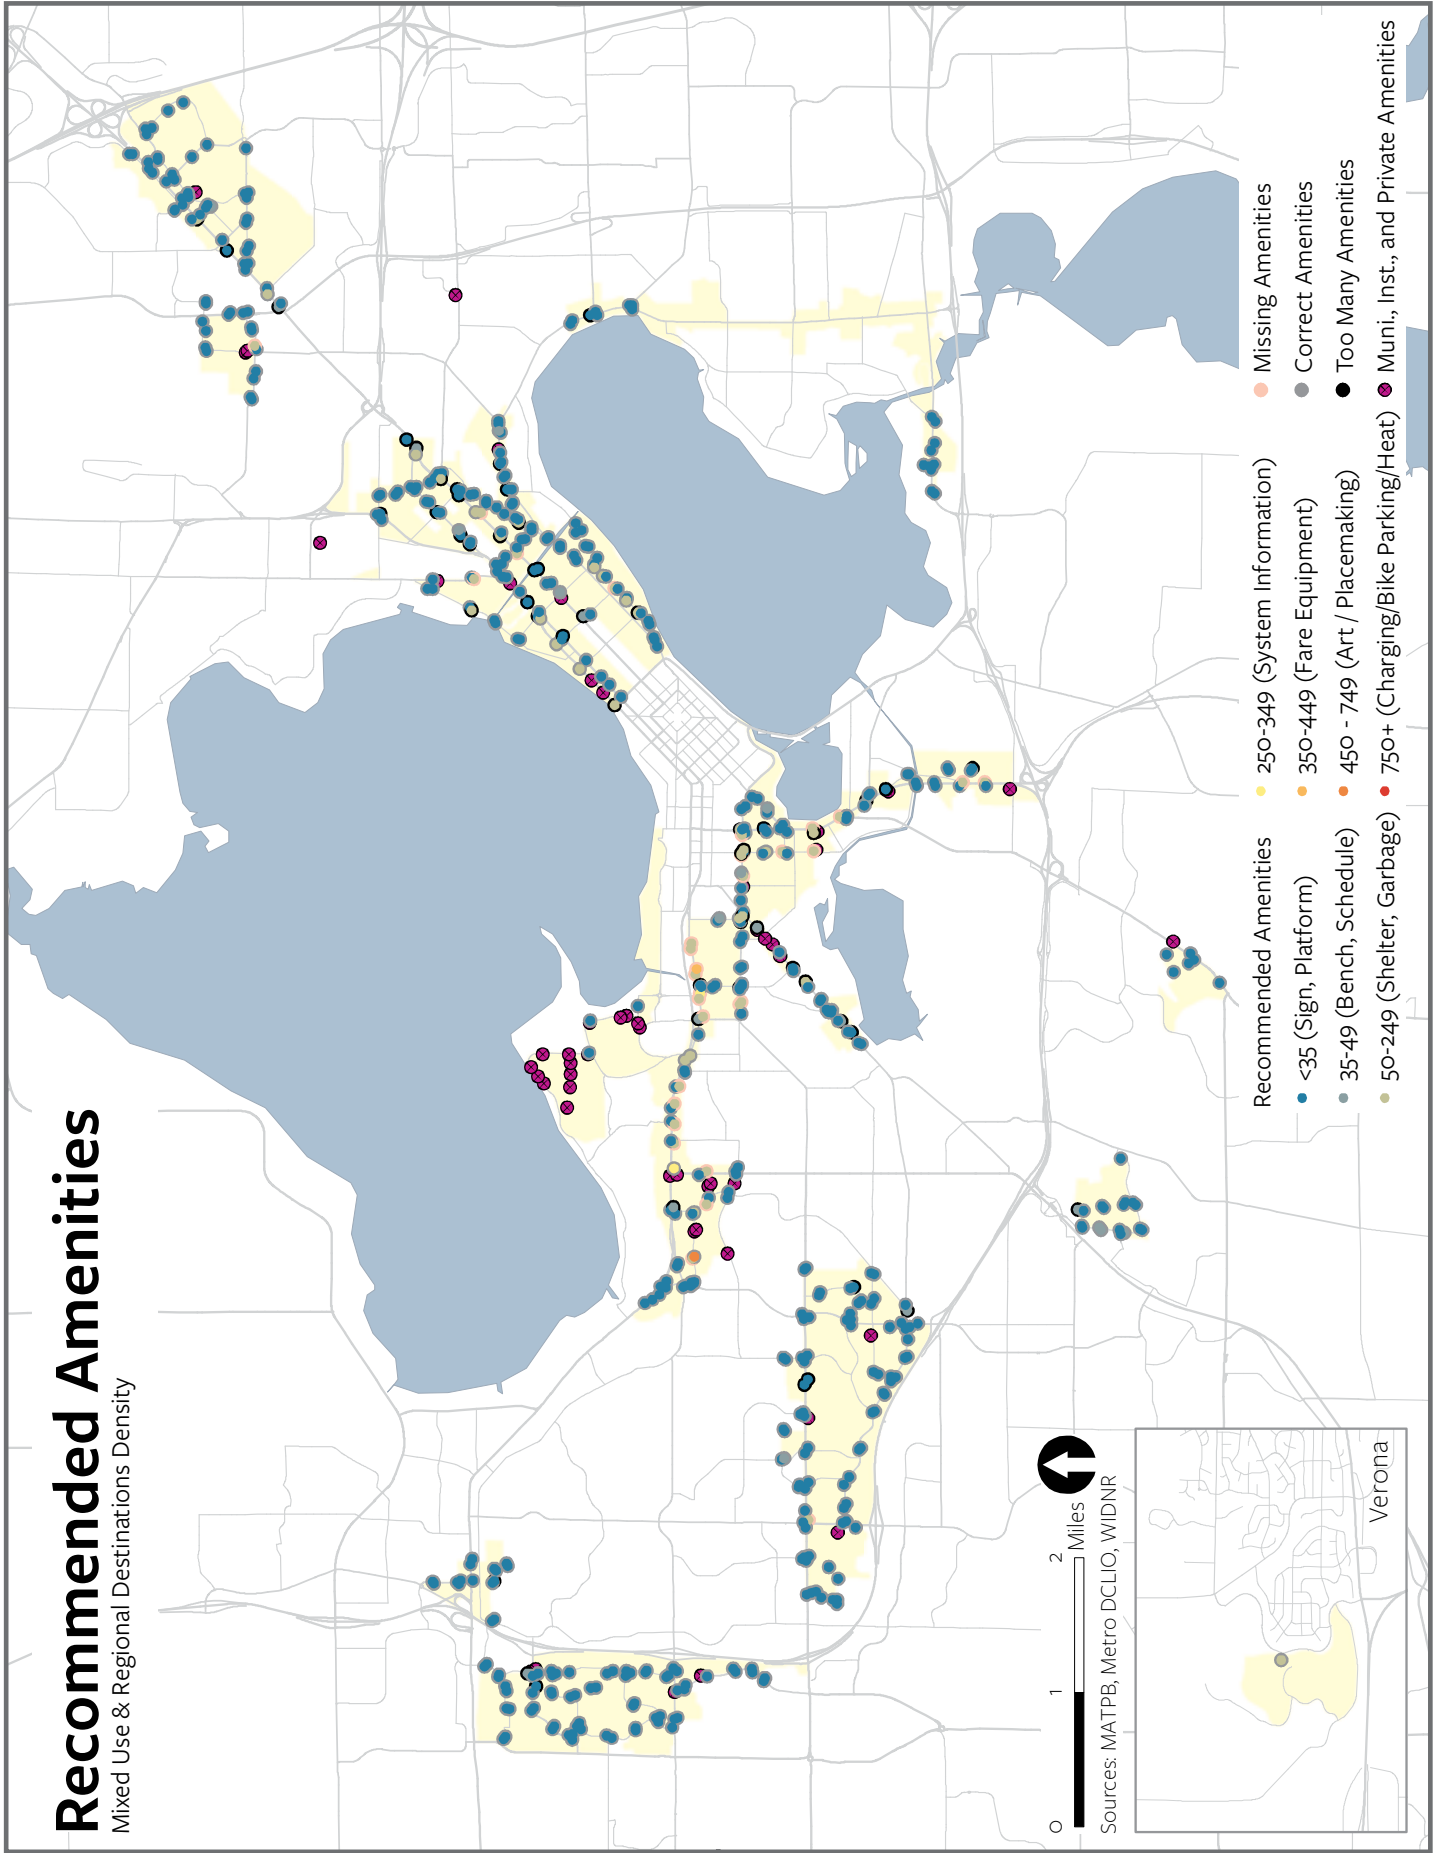 Recommended Amenities
Mixed Use & Regional Destinations Density
Recommended Amenities
<35 (Sign, Platform)
35-49 (Bench, Schedule)
50-249 (Shelter, Garbage)
250-349 (System Information)
350-449 (Fare Equipment)
450 - 749 (Art / Placemaking)
750+ (Charging/Bike Parking/Heat)
Missing Amenities
Correct Amenities
Too Many Amenities
Muni., Inst., and Private Amenities
0 1 2
Miles
Sources: MATPB, Metro DCLIO, WIDNR
Verona